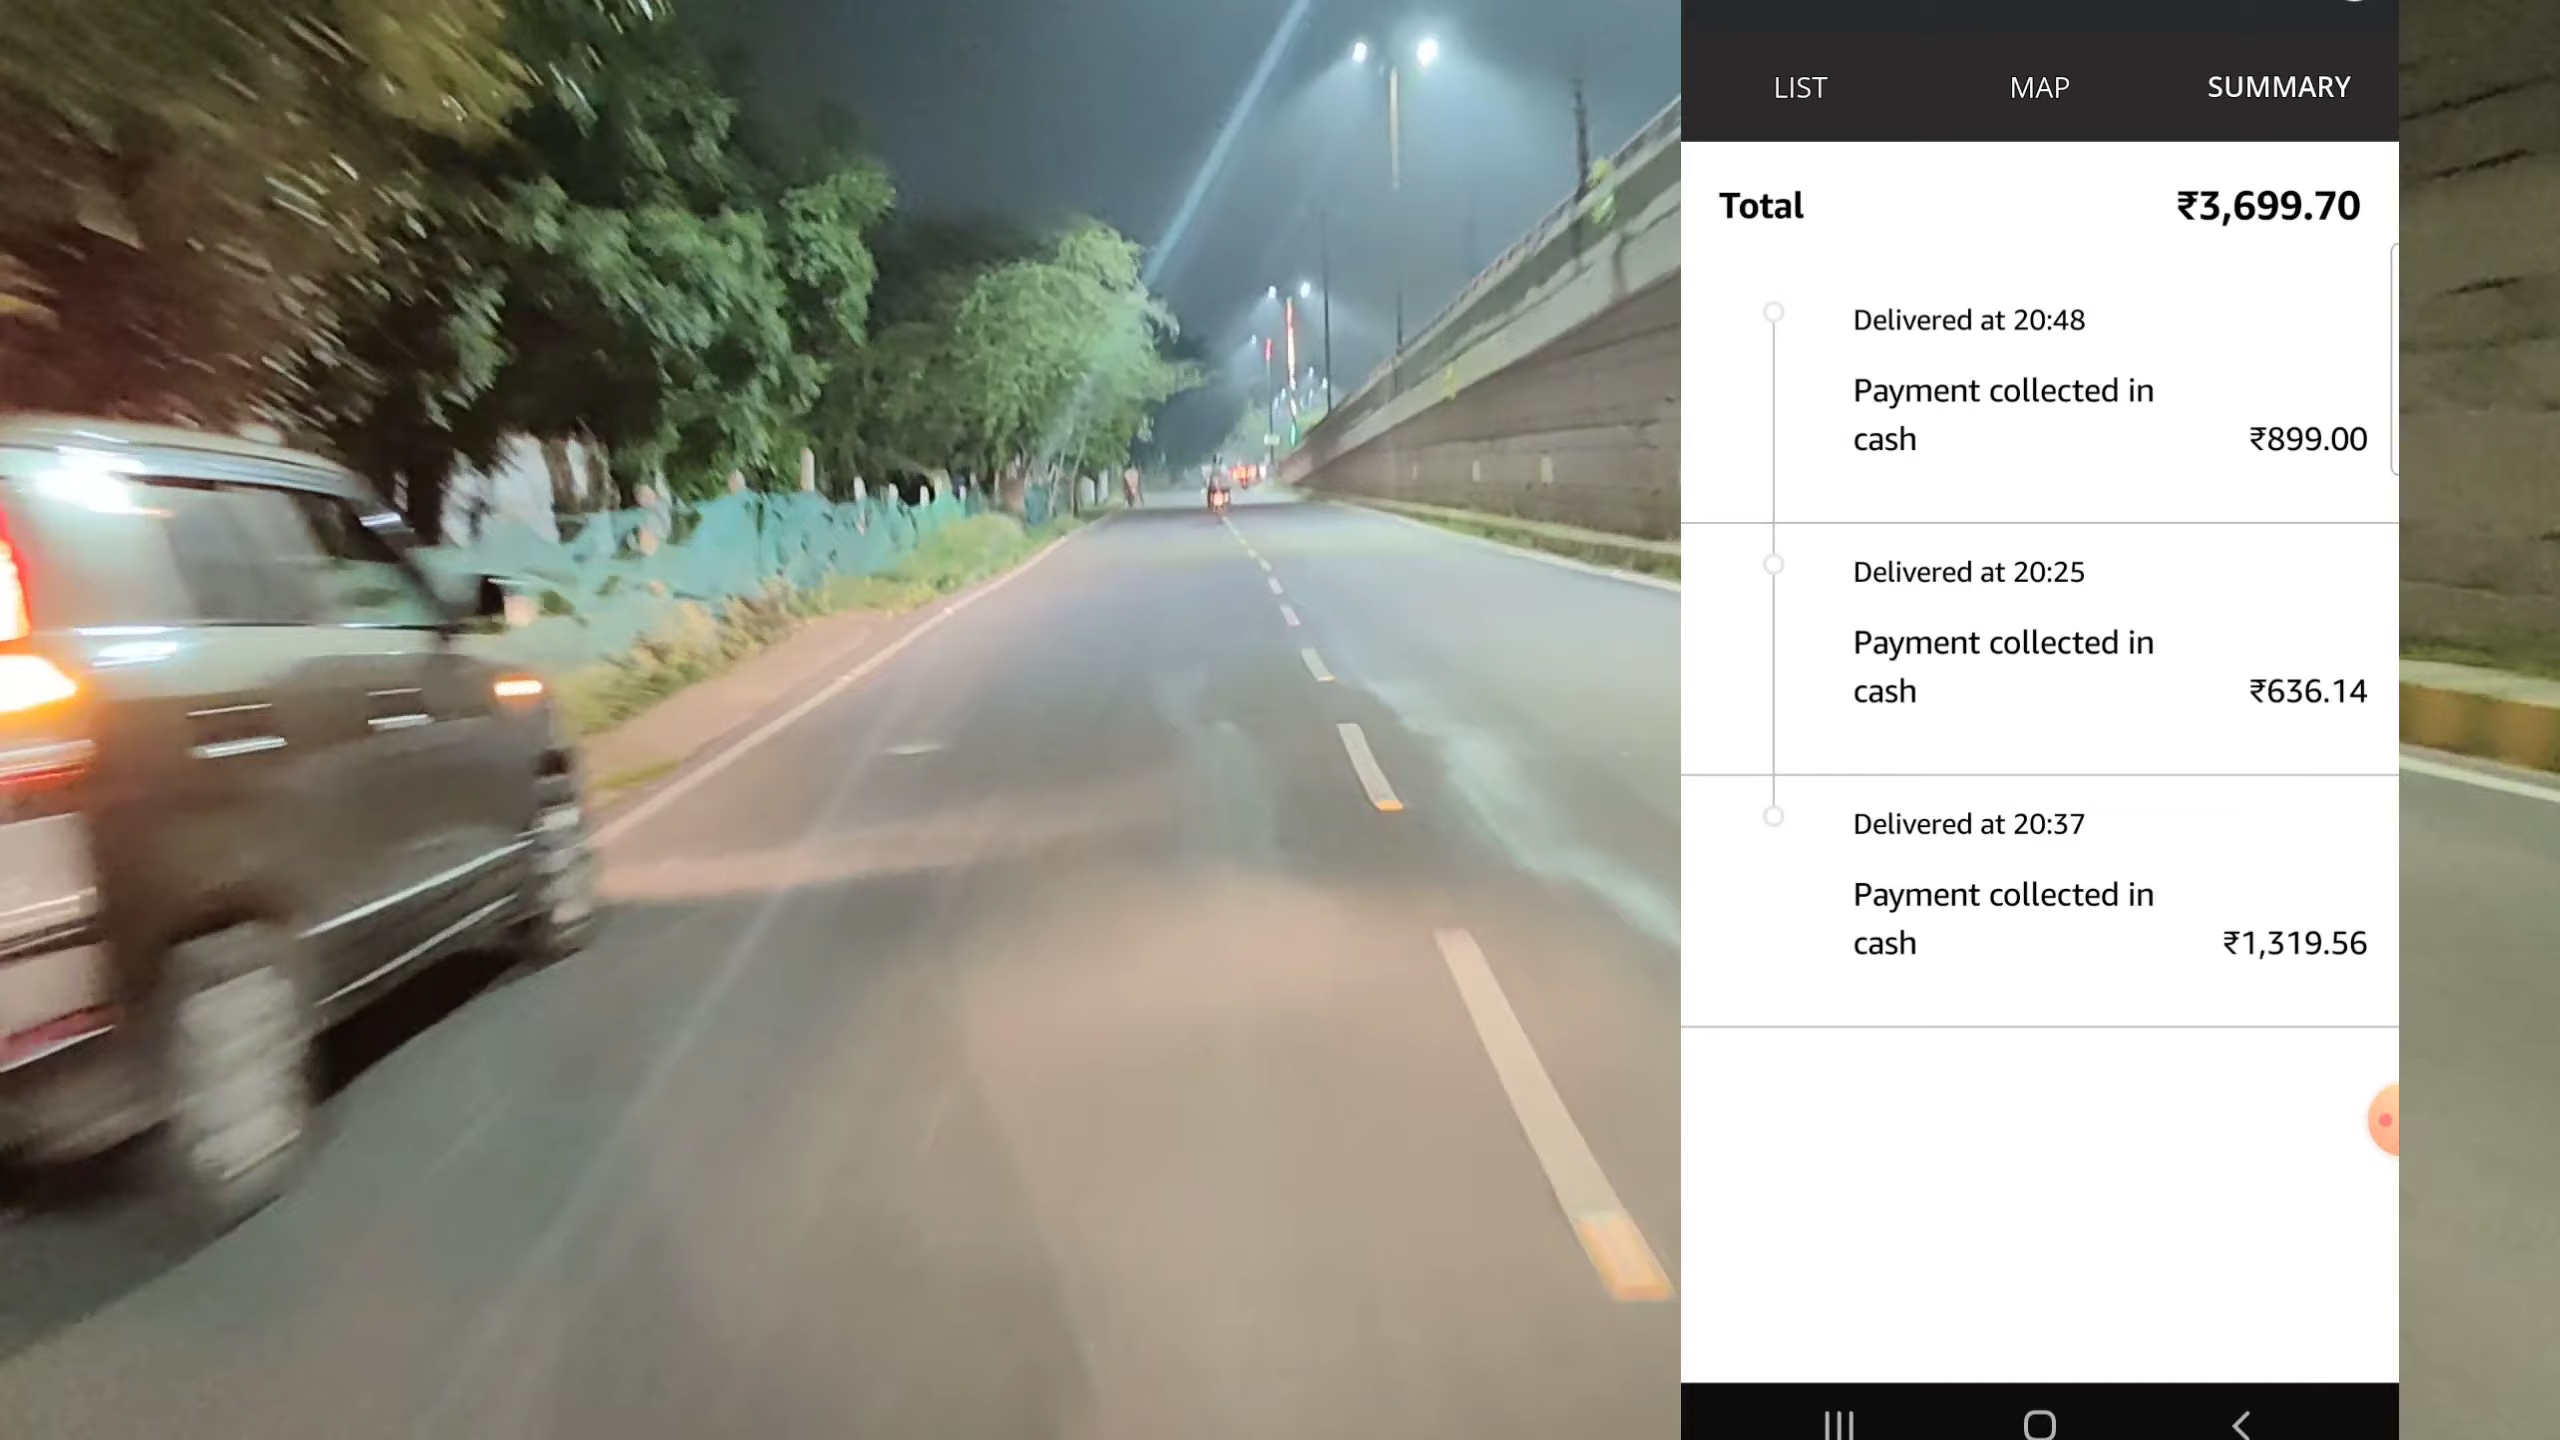 LIST MAP SUMMARY
Total ₹3,699.70
Delivered at 20:48
Payment collected in
cash ₹899.00
Delivered at 20:25
Payment collected in
cash ₹636.14
Delivered at 20:37
Payment collected in
cash ₹1,319.56